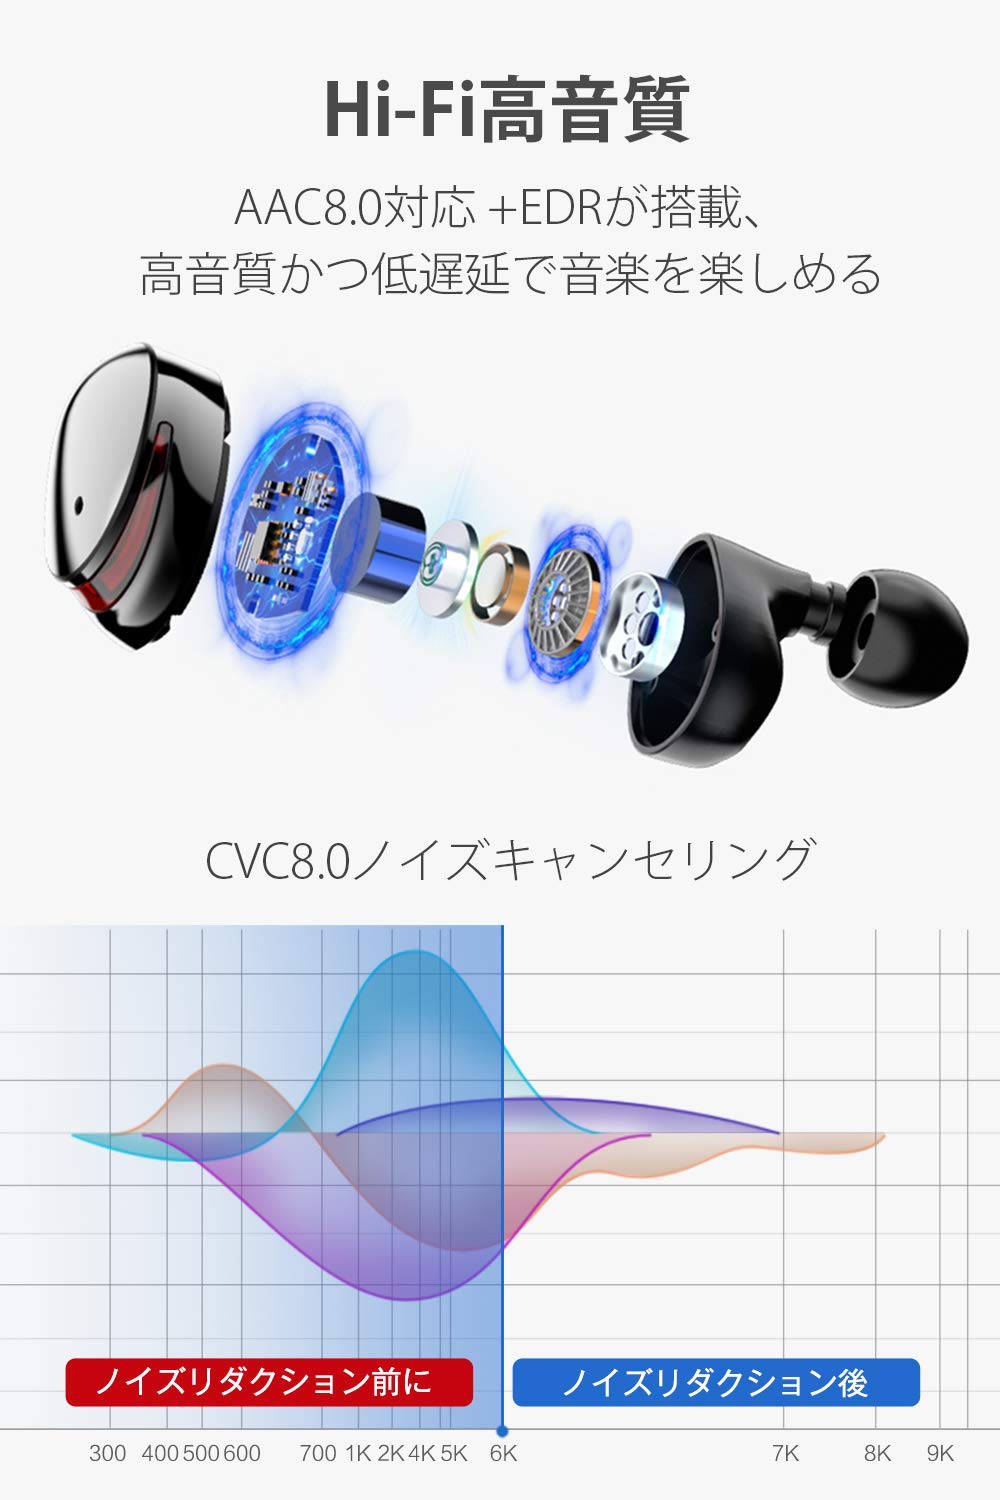 Hi-Fi高音質
AAC8.0対応 +EDRが搭載、
高音質かつ低遅延で音楽を楽しめる
CVC8.0ノイズキャンセリング
ノイズリダクション前に
ノイズリダクション後
300 400 500 600 700 1K 2K 4K 5K 6K 7K 8K 9K